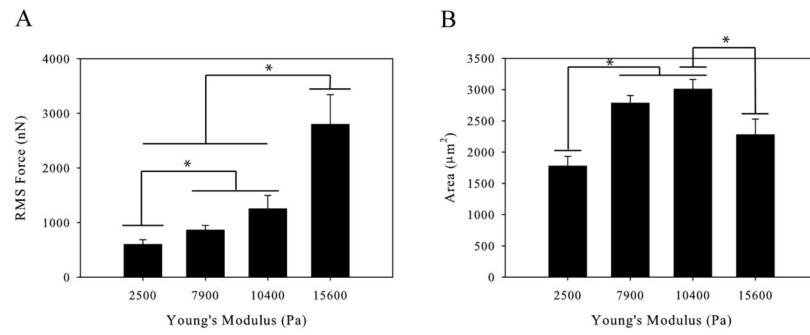 A
RMS Force (nN)
4000
3000
2000
1000
0
*
*
2500 7900 10400 15600
Young's Modulus (Pa)
B
Area (µm²)
3500
3000
2500
2000
1500
1000
500
0
*
*
2500 7900 10400 15600
Young's Modulus (Pa)